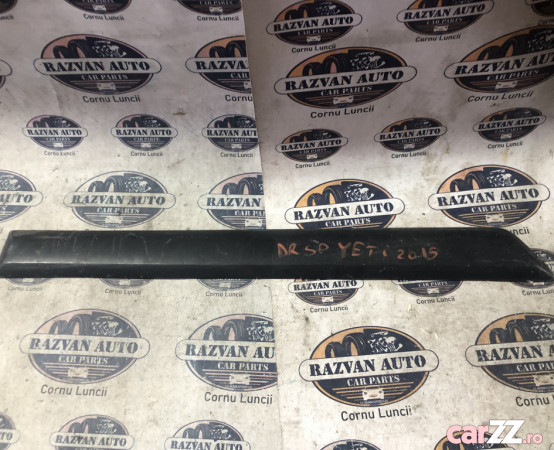 RAZVAN AUTO
CAR PARTS
Cornu Luncii
DR SP YETI 2015
carzz.ro